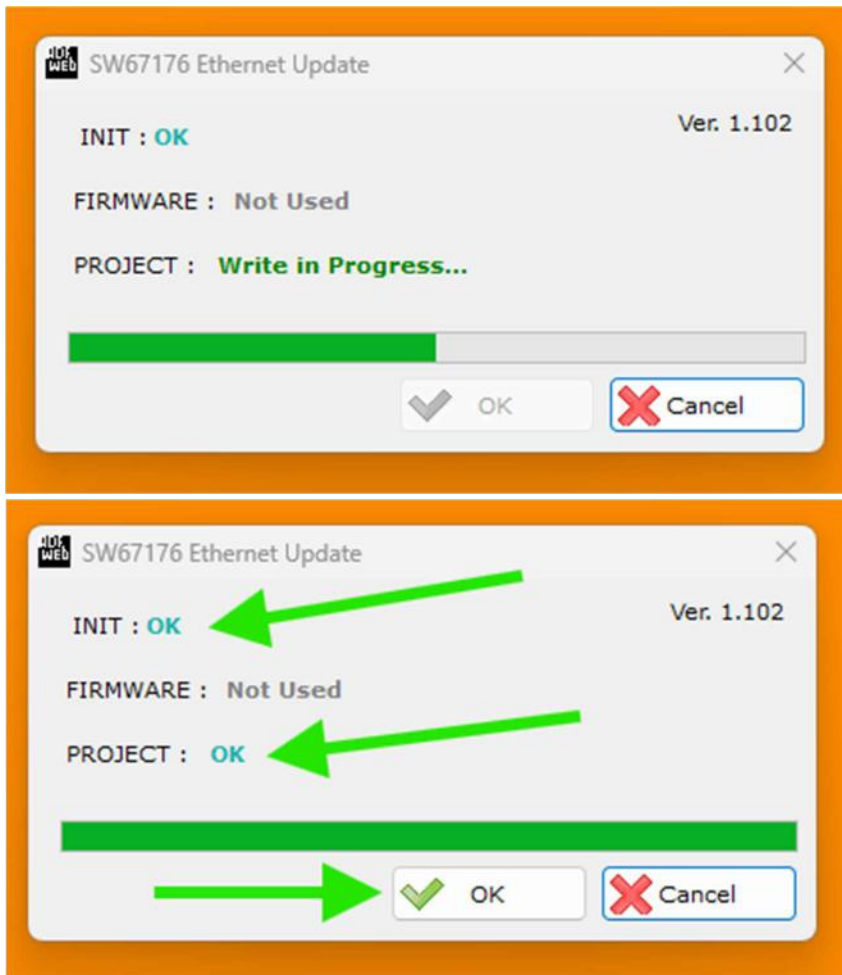 SW67176 Ethernet Update
Ver. 1.102
INIT : OK
FIRMWARE : Not Used
PROJECT : Write in Progress...
OK
Cancel
SW67176 Ethernet Update
Ver. 1.102
INIT : OK
FIRMWARE : Not Used
PROJECT : OK
OK
Cancel